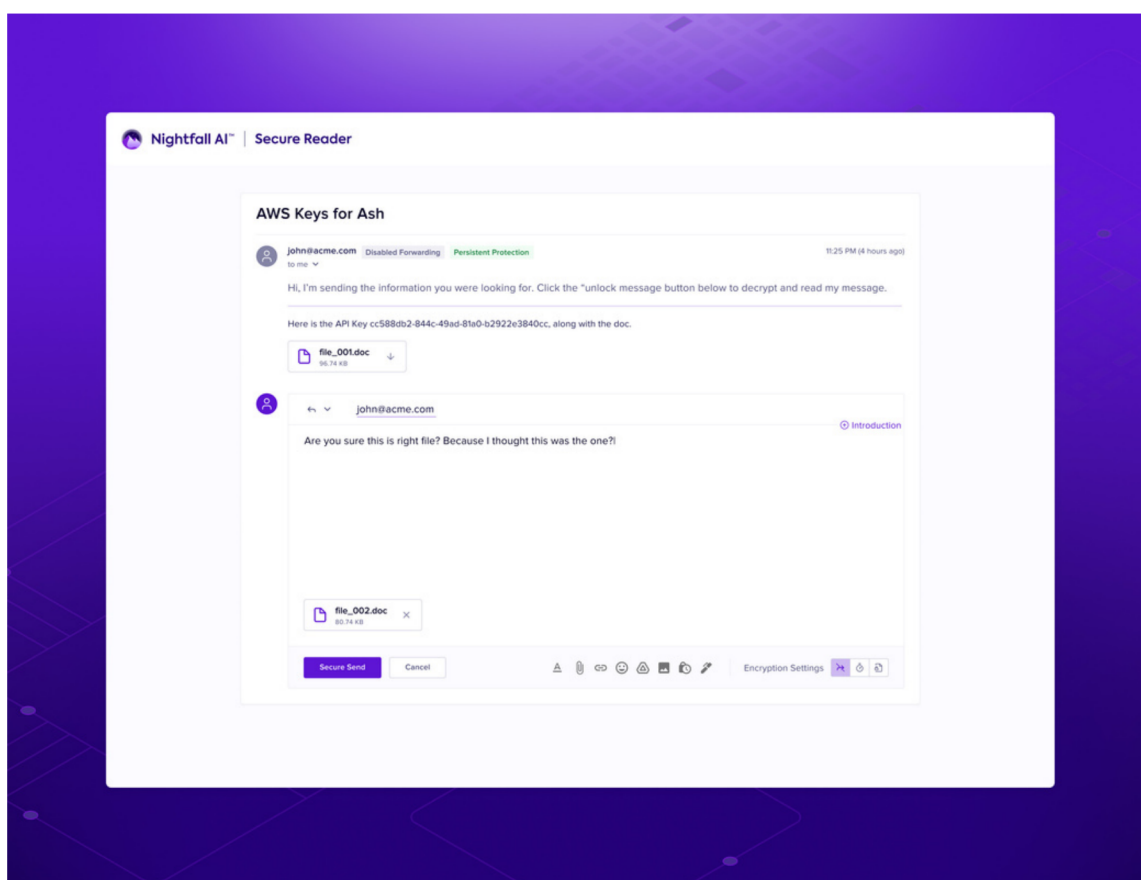 Nightfall AI™ | Secure Reader
AWS Keys for Ash
john@acme.com Disabled Forwarding Persistent Protection 11:25 PM (4 hours ago)
to me
Hi, I'm sending the information you were looking for. Click the "unlock message button below to decrypt and read my message.
Here is the API Key cc588db2-844c-49ad-81a0-b2922e3840cc, along with the doc.
file_001.doc
96.74 KB
john@acme.com
Introduction
Are you sure this is right file? Because I thought this was the one?
file_002.doc
80.74 KB
Secure Send Cancel Encryption Settings